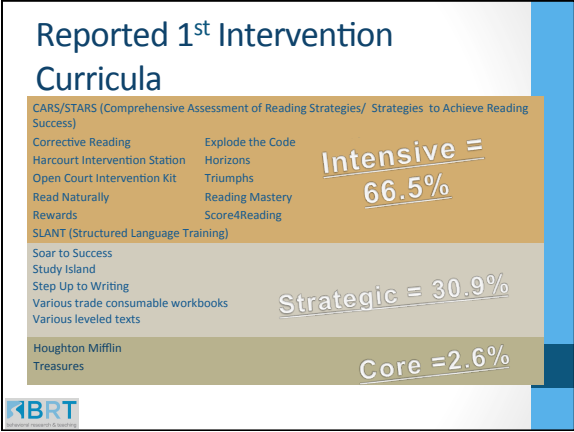 Reported 1st Intervention
Curricula
CARS/STARS (Comprehensive Assessment of Reading Strategies/ Strategies to Achieve Reading
Success)
Corrective Reading Explode the Code
Harcourt Intervention Station Horizons
Open Court Intervention Kit Triumphs
Read Naturally Reading Mastery
Rewards Score4Reading
SLANT (Structured Language Training)
Intensive =
66.5%
Soar to Success
Study Island
Step Up to Writing
Various trade consumable workbooks
Various leveled texts
Strategic = 30.9%
Houghton Mifflin
Treasures
Core =2.6%
BRT
behavioral research & teaching